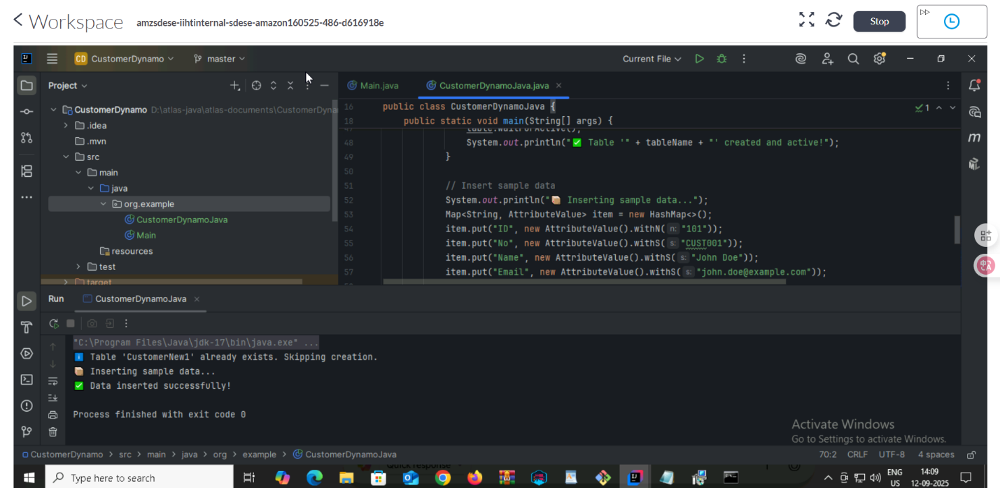 Workspace amzsdese-iihtinternal-sdese-amazon160525-486-d616918e
Stop
CD CustomerDynamo master
Current File
Project
Main.java
CustomerDynamoJava.java
CustomerDynamo D:\atlas-java\atlas-documents\CustomerDyna
.idea
.mvn
src
main
java
org.example
CustomerDynamoJava
Main
resources
test
target
16 public class CustomerDynamoJava {
18 public static void main(String[] args) {
47 table.waitForActive();
48 System.out.println("✅ Table '" + tableName + "' created and active!");
49 }
50
51 // Insert sample data
52 System.out.println("📦 Inserting sample data...");
53 Map<String, AttributeValue> item = new HashMap<>();
54 item.put("ID", new AttributeValue().withN( n: "101"));
55 item.put("No", new AttributeValue().withS( s: "CUST001"));
56 item.put("Name", new AttributeValue().withS( s: "John Doe"));
57 item.put("Email", new AttributeValue().withS( s: "john.doe@example.com"));
1
m
Run CustomerDynamoJava
"C:\Program Files\Java\jdk-17\bin\java.exe" ...
ℹ️ Table 'CustomerNew1' already exists. Skipping creation.
📦 Inserting sample data...
✅ Data inserted successfully!
Process finished with exit code 0
Activate Windows
Go to Settings to activate Windows.
CustomerDynamo > src > main > java > org > example > CustomerDynamoJava
70:2 CRLF UTF-8 4 spaces
Quick response
Type here to search
ENG
US
14:09
12-09-2025